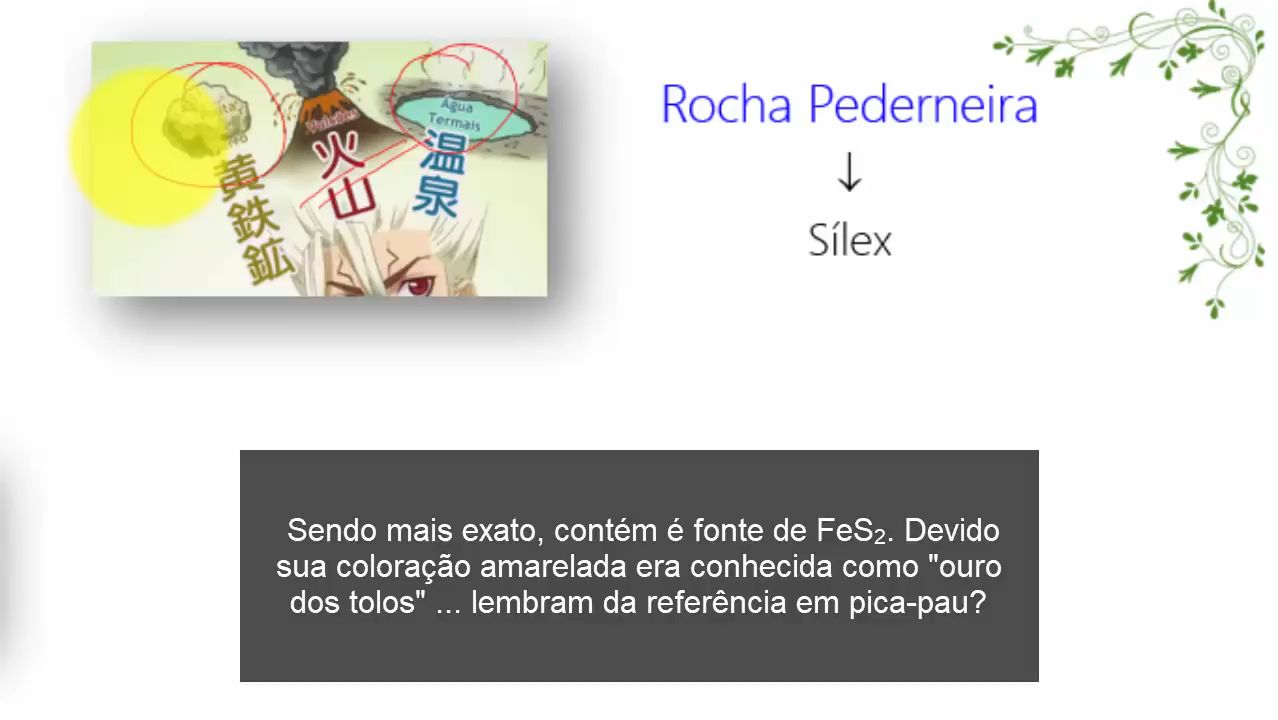 Água
Termais
Vulcões
黄鉄鉱
火山
温泉
Rocha Pederneira
↓
Sílex
Sendo mais exato, contém é fonte de FeS₂. Devido
sua coloração amarelada era conhecida como "ouro
dos tolos" ... lembram da referência em pica-pau?